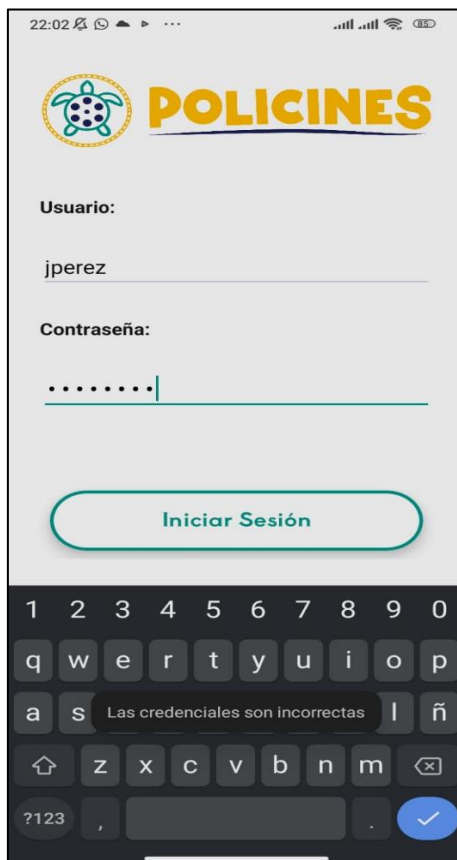 22:02 ... 85
POLICINES
Usuario:
jperez
Contraseña:
••••••••
Iniciar Sesión
1 2 3 4 5 6 7 8 9 0
q w e r t y u i o p
a s Las credenciales son incorrectas l ñ
z x c v b n m
?123 , .